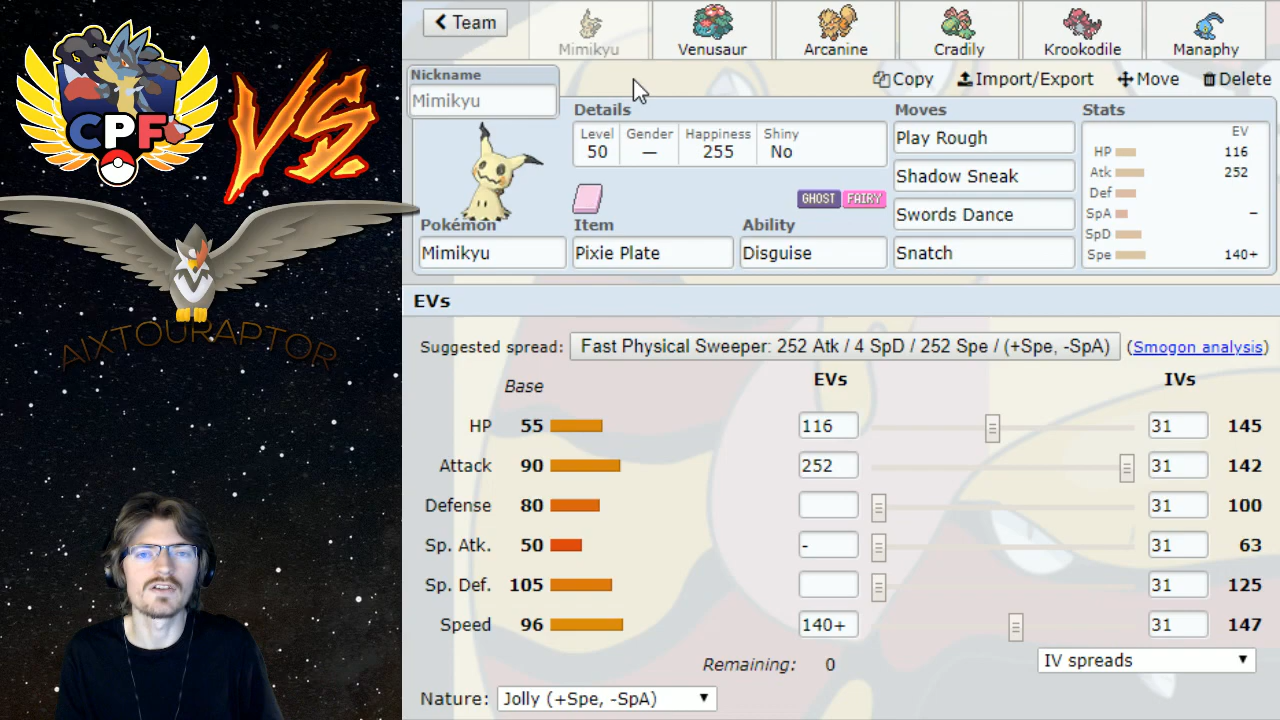 Team
Mimikyu
Venusaur
Arcanine
Cradily
Krookodile
Manaphy
Copy
Import/Export
Move
Delete
CPF
VS.
AIXTOURAPTOR
Nickname
Mimikyu
Details
Level
50
Gender
—
Happiness
255
Shiny
No
GHOST FAIRY
Pokémon
Mimikyu
Item
Pixie Plate
Ability
Disguise
Moves
Play Rough
Shadow Sneak
Swords Dance
Snatch
Stats
EV
HP 116
Atk 252
Def
SpA –
SpD
Spe 140+
EVs
Suggested spread: Fast Physical Sweeper: 252 Atk / 4 SpD / 252 Spe / (+Spe, -SpA) (Smogon analysis)
Base EVs IVs
HP 55 116 31 145
Attack 90 252 31 142
Defense 80 31 100
Sp. Atk. 50 - 31 63
Sp. Def. 105 31 125
Speed 96 140+ 31 147
Remaining: 0
IV spreads
Nature: Jolly (+Spe, -SpA)